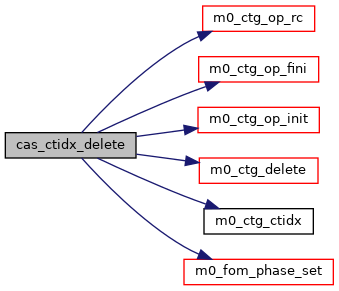 m0_ctg_op_rc
m0_ctg_op_fini
m0_ctg_op_init
cas_ctidx_delete
m0_ctg_delete
m0_ctg_ctidx
m0_fom_phase_set